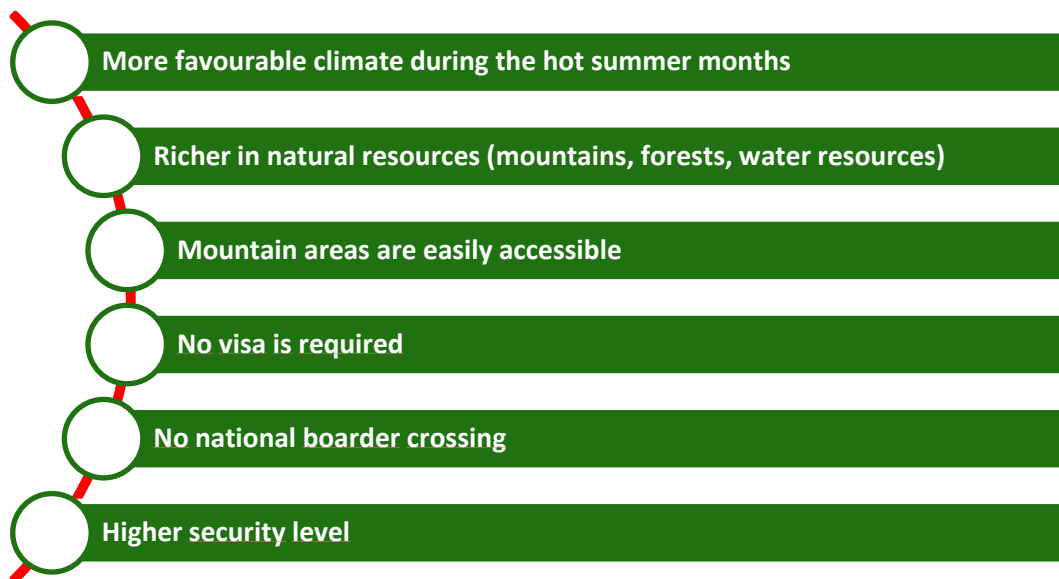 More favourable climate during the hot summer months
Richer in natural resources (mountains, forests, water resources)
Mountain areas are easily accessible
No visa is required
No national boarder crossing
Higher security level